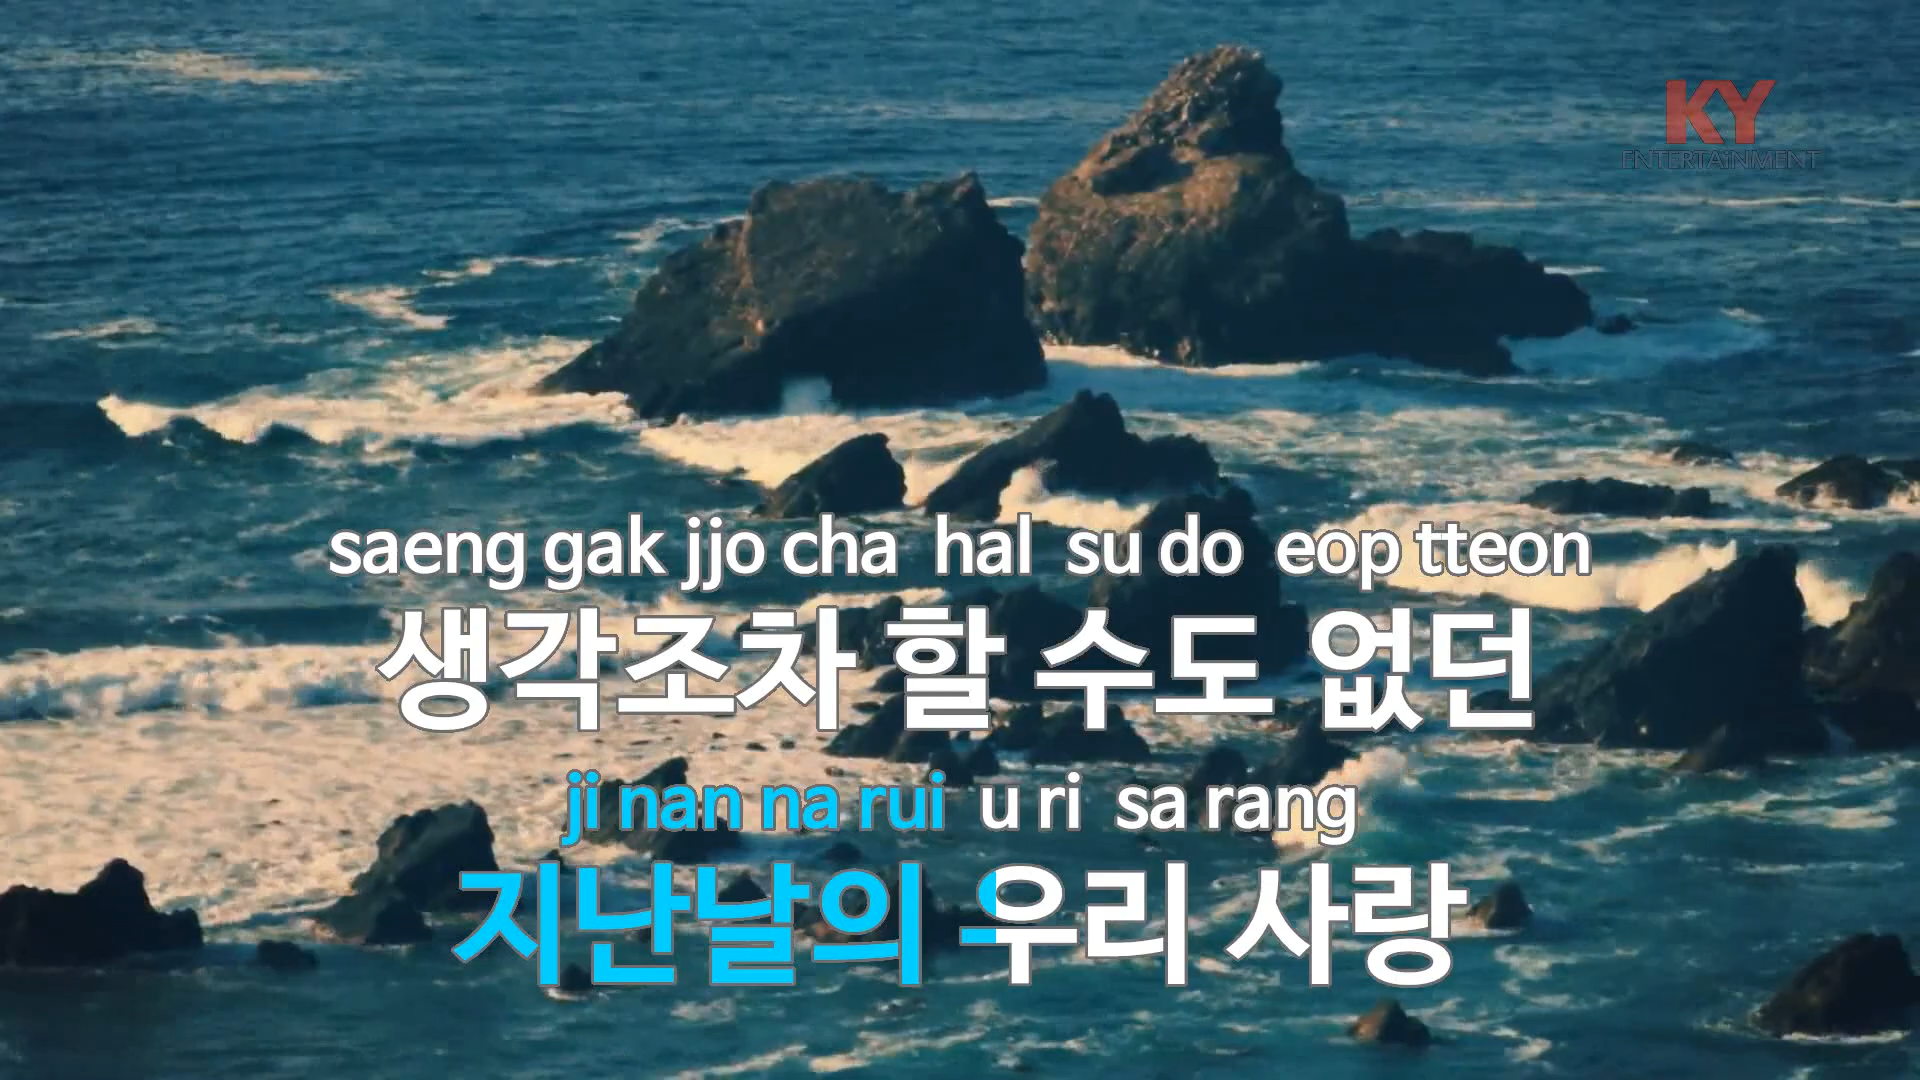 KY
ENTERTAiNMENT
saeng gak jjo cha hal su do eop tteon
생각조차 할 수도 없던
ji nan na rui u ri sa rang
지난날의 우리 사랑